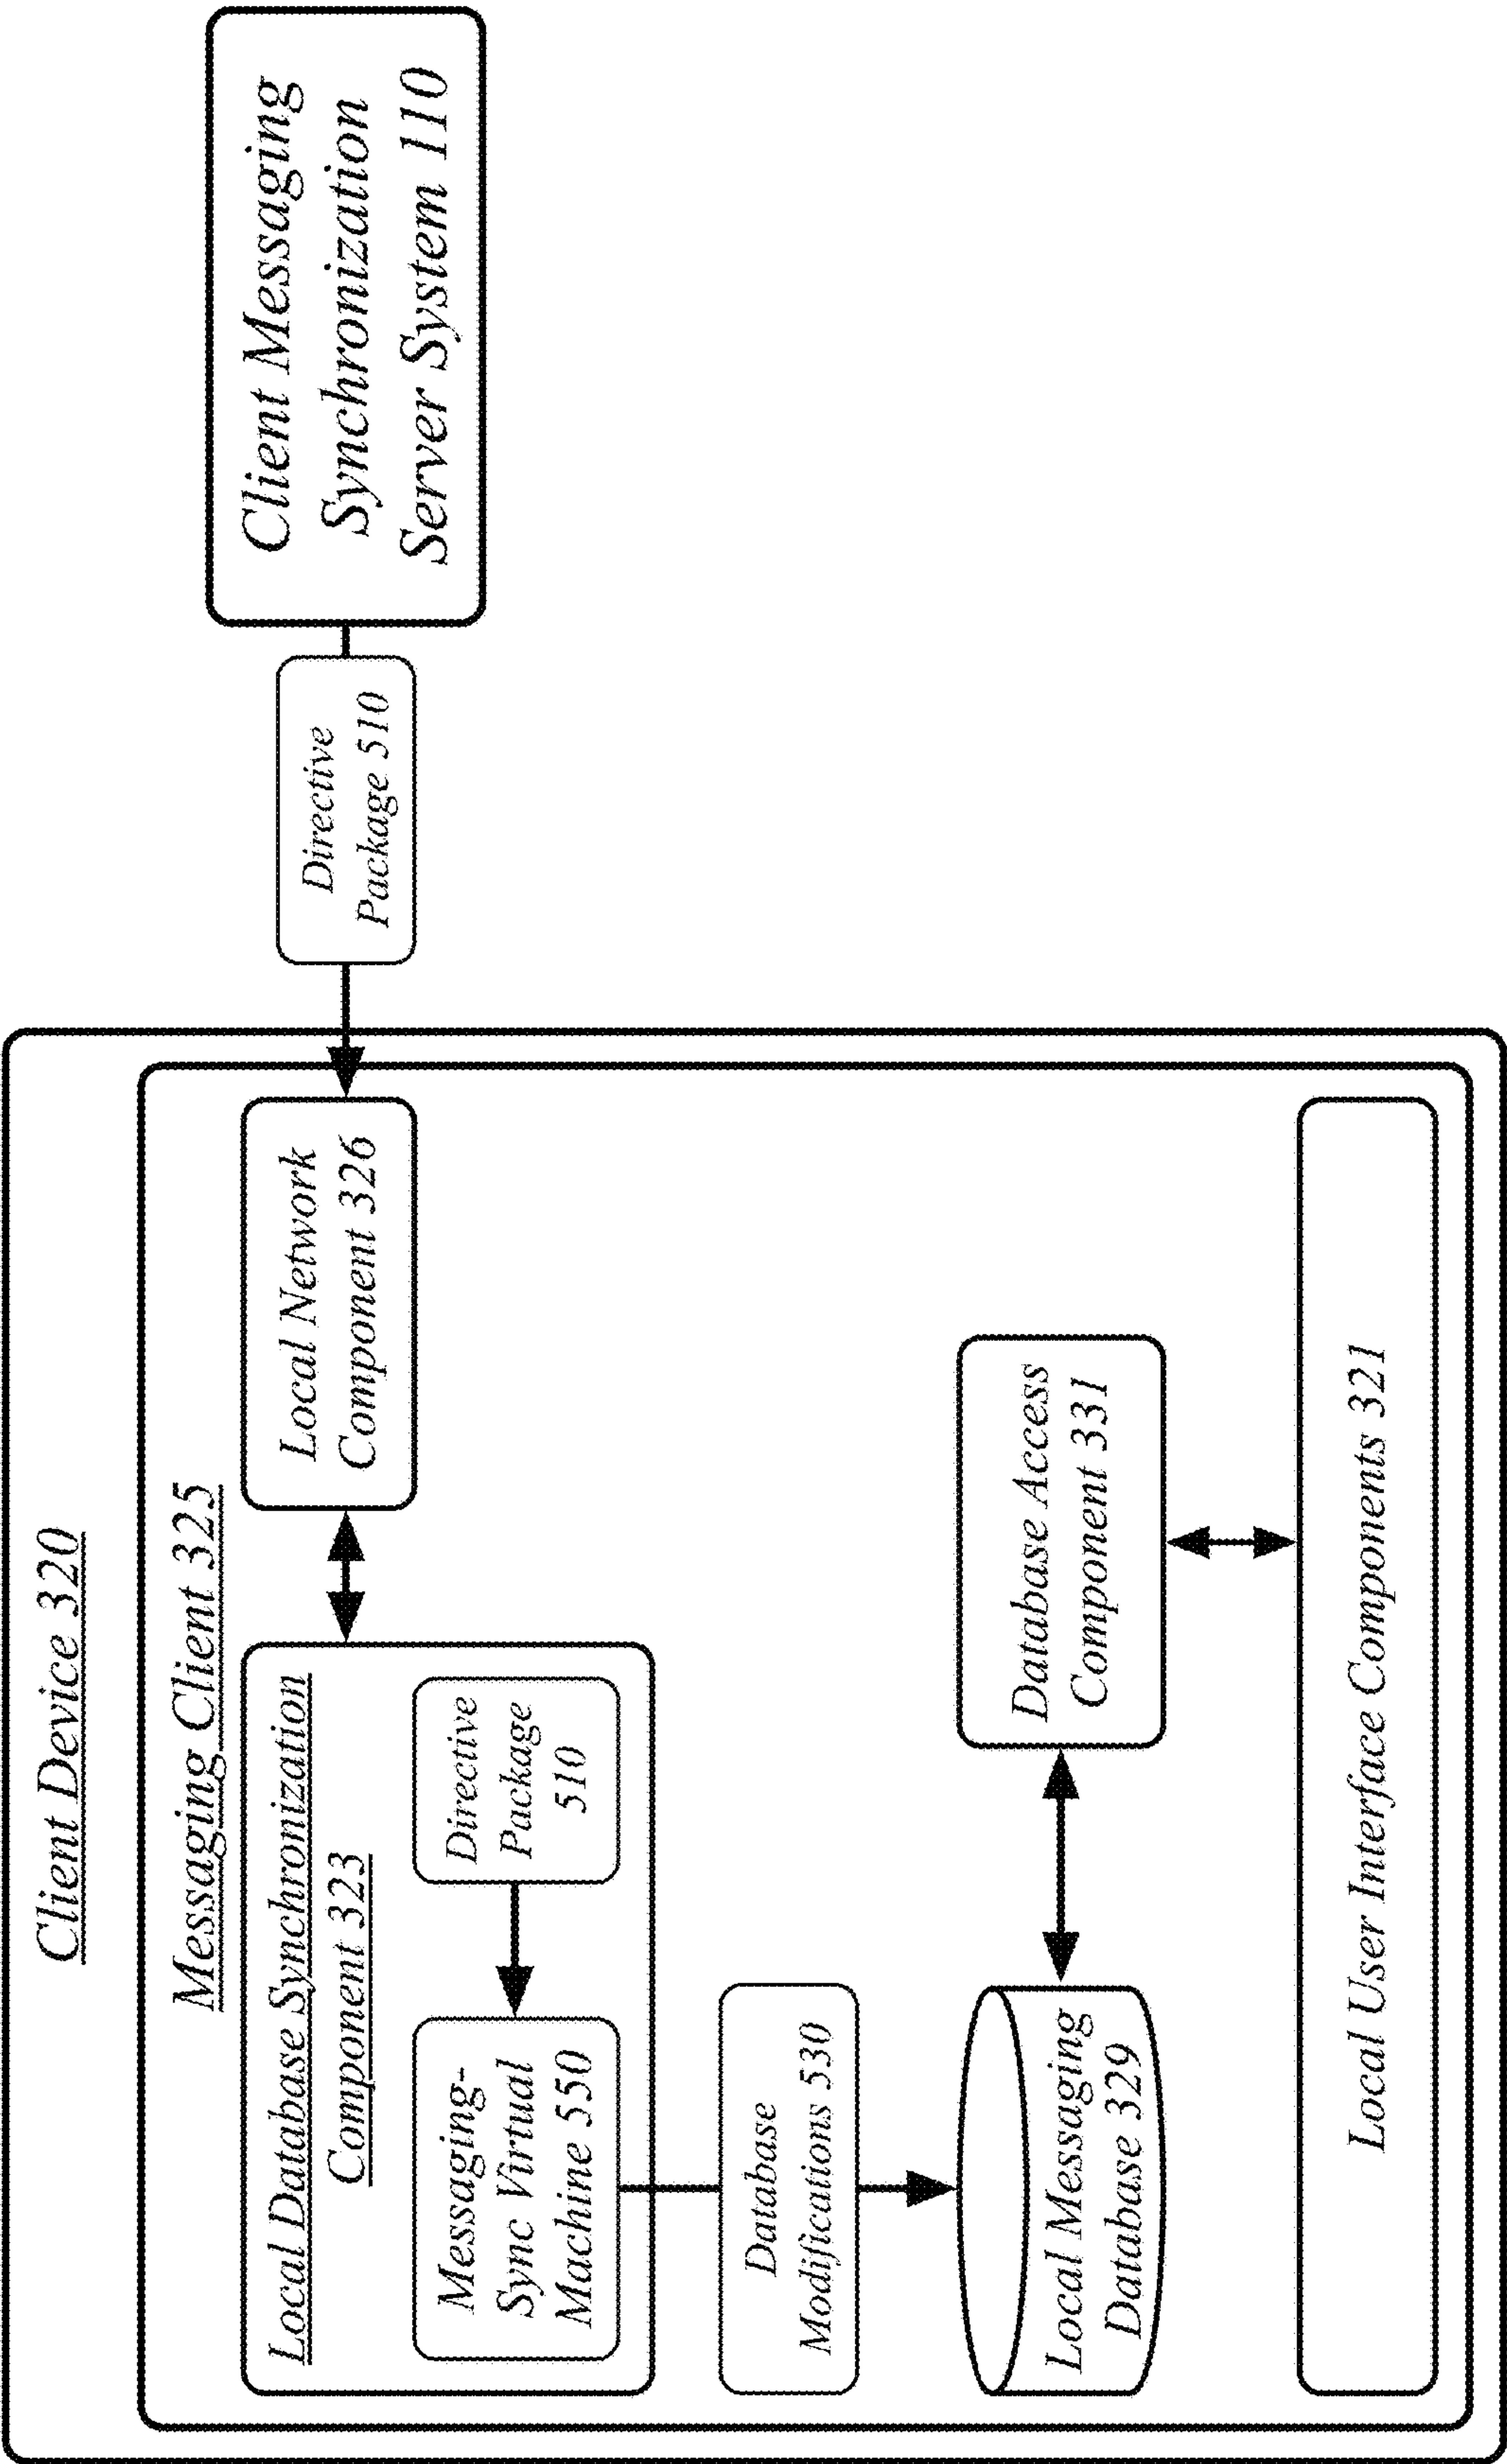 Client Device 320
Messaging Client 325
Local Database Synchronization
Component 323
Messaging-
Sync Virtual
Machine 550
Directive
Package
510
Local Network
Component 326
Directive
Package 510
Client Messaging
Synchronization
Server System 110
Database
Modifications 530
Local Messaging
Database 329
Database Access
Component 331
Local User Interface Components 321